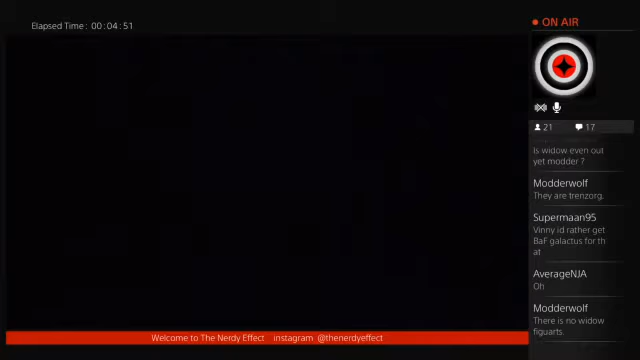 Elapsed Time : 00:04:51
ON AIR
21 17
Is widow even out
yet modder ?
Modderwolf
They are trenzorg.
Supermaan95
Vinny id rather get
BaF galactus for th
at
AverageNJA
Oh
Modderwolf
There is no widow
figuarts.
Welcome to The Nerdy Effect instagram @thenerdyeffect